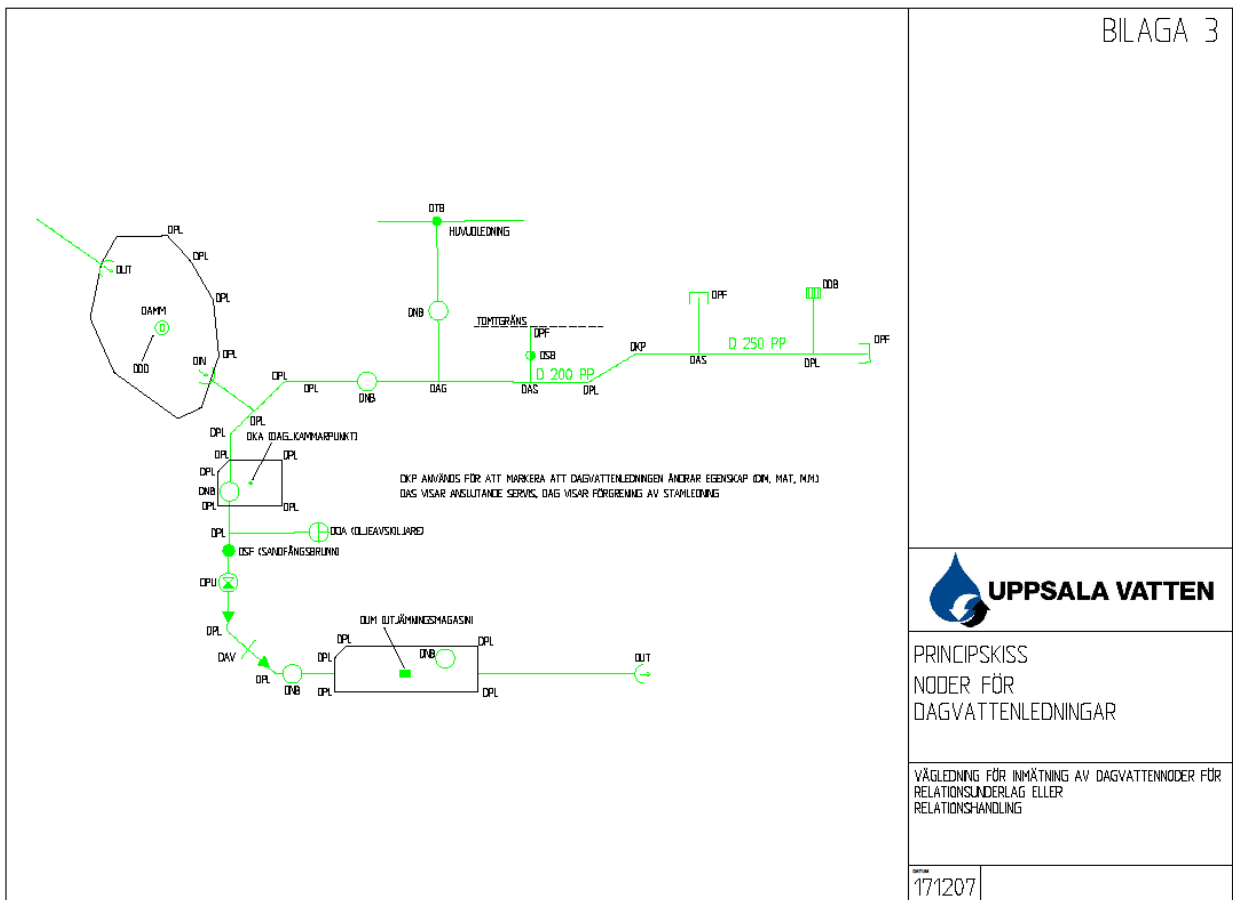 BILAGA 3
DTB
HUVUDLEDNING
DPL
DPL
DUT
DPL
DAMM
D
DNB
TOMTGRÄNS
DPF
DDB
DPF
DPF
DKP
D 250 PP
DAS
DPL
DSB
D 200 PP
DIN
DPL
DDD
DPL
DPL
DNB
DAG
DAS
DPL
DPL
DPL
DKA (DAG_KAMMARPUNKT)
DPL
DPL
DPL
DNB
DPL
DPL
DKP ANVÄNDS FÖR ATT MARKERA ATT DAGVATTENLEDNINGEN ÄNDRAR EGENSKAP (DIM, MAT, M.M.)
DAS VISAR ANSLUTANDE SERVIS, DAG VISAR FÖRGRENING AV STAMLEDNING
DPL
DOA (OLJEAVSKILJARE)
DSF (SANDFÅNGSBRUNN)
DPU
DUM (UTJÄMNINGSMAGASIN)
DPL
DPL
DPL
DAV
DPL
DNB
DUT
DPL
DNB
DPL
DPL
UPPSALA VATTEN
PRINCIPSKISS
NODER FÖR
DAGVATTENLEDNINGAR
VÄGLEDNING FÖR INMÄTNING AV DAGVATTENNODER FÖR
RELATIONSUNDERLAG ELLER
RELATIONSHANDLING
DATUM
171207